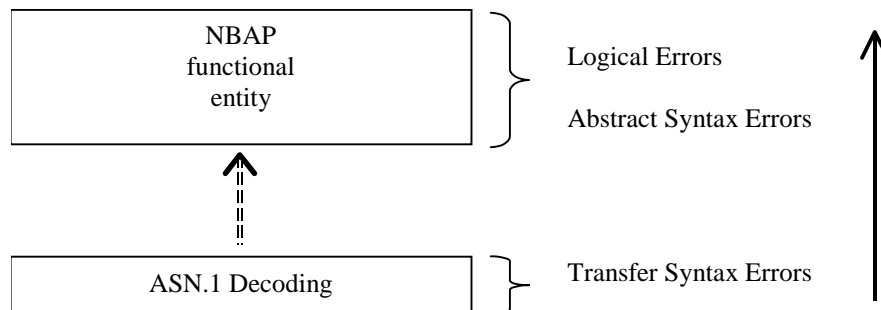 NBAP
functional
entity
Logical Errors
Abstract Syntax Errors
ASN.1 Decoding
Transfer Syntax Errors